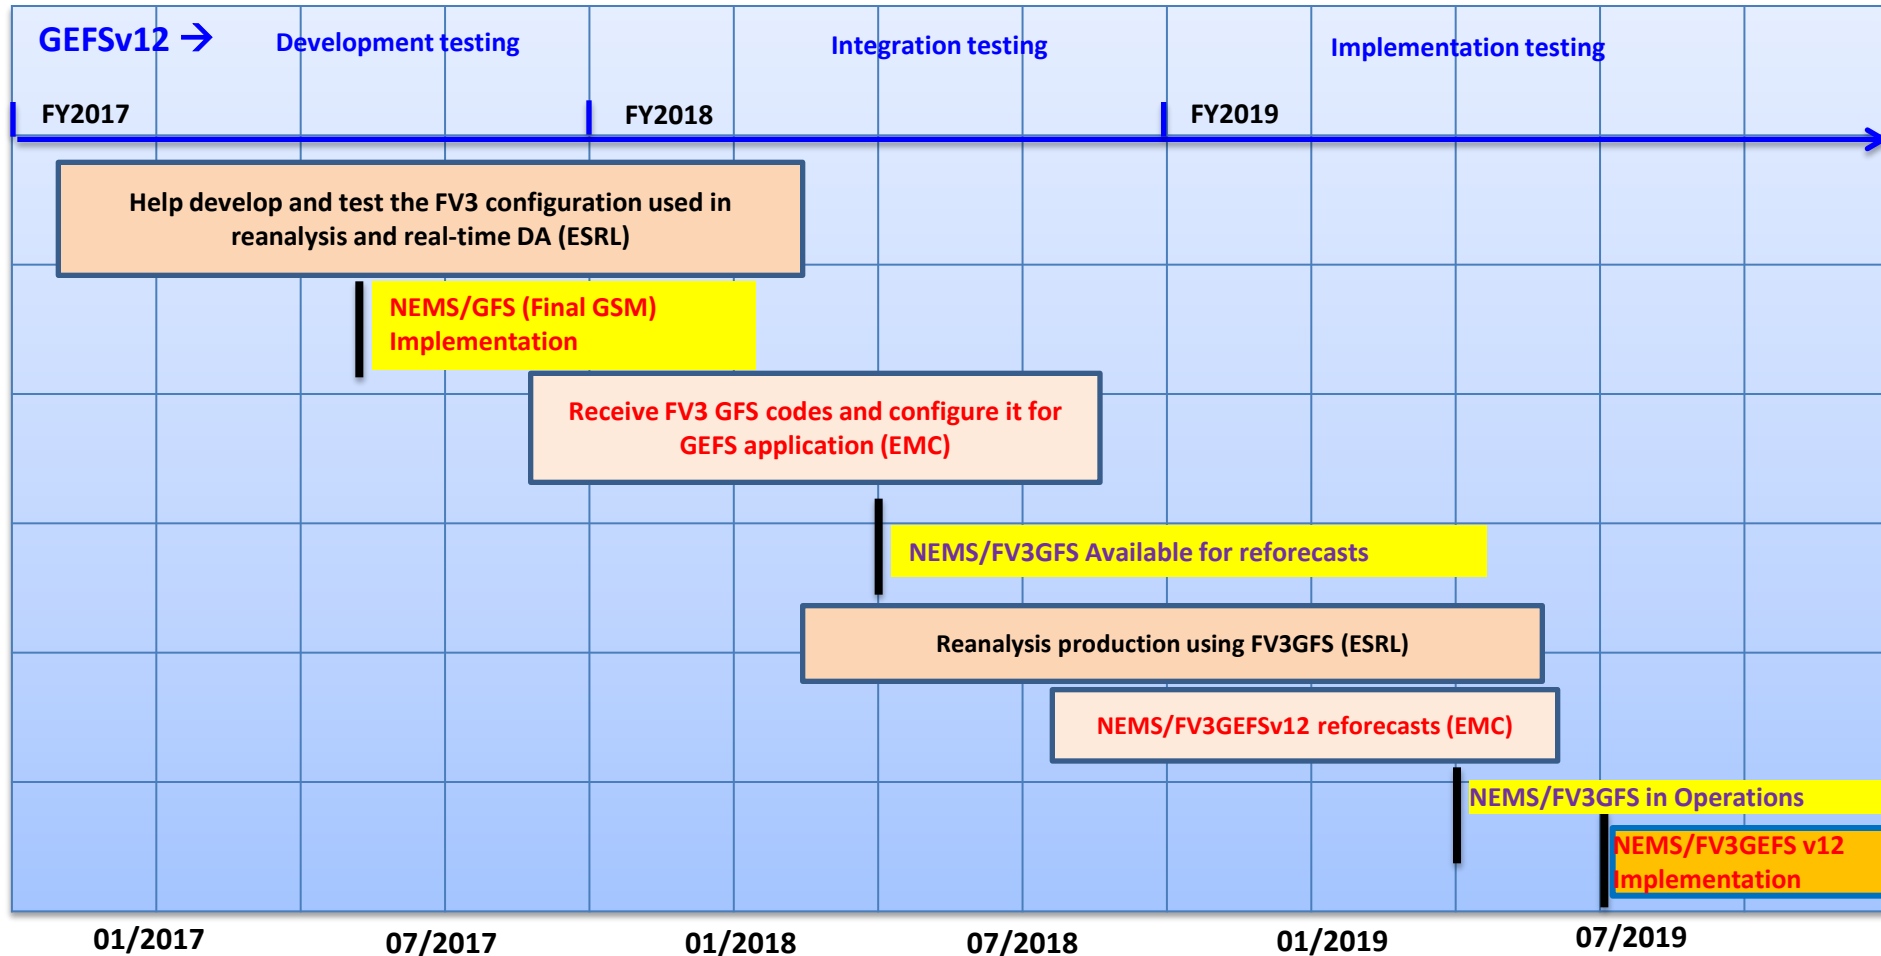 GEFSv12 → Development testing Integration testing Implementation testing
FY2017 FY2018 FY2019
Help develop and test the FV3 configuration used in
reanalysis and real-time DA (ESRL)
NEMS/GFS (Final GSM)
Implementation
Receive FV3 GFS codes and configure it for
GEFS application (EMC)
NEMS/FV3GFS Available for reforecasts
Reanalysis production using FV3GFS (ESRL)
NEMS/FV3GEFSv12 reforecasts (EMC)
NEMS/FV3GFS in Operations
NEMS/FV3GEFS v12
Implementation
01/2017 07/2017 01/2018 07/2018 01/2019 07/2019